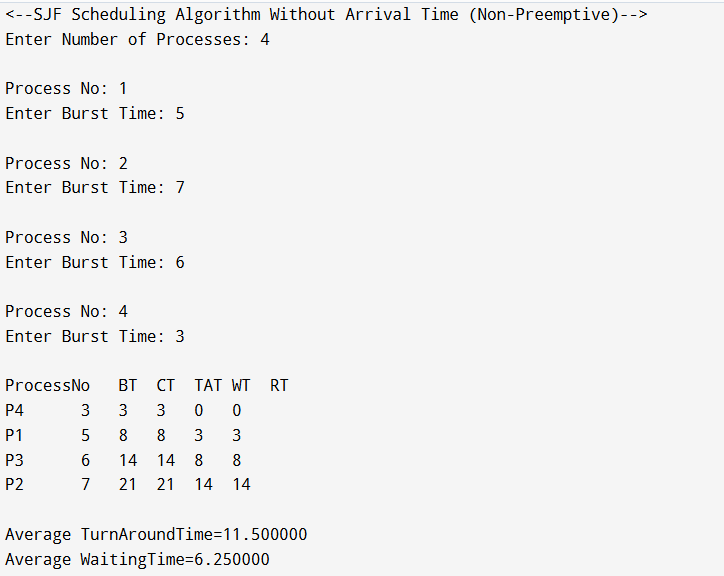 <--SJF Scheduling Algorithm Without Arrival Time (Non-Preemptive)-->
Enter Number of Processes: 4
Process No: 1
Enter Burst Time: 5
Process No: 2
Enter Burst Time: 7
Process No: 3
Enter Burst Time: 6
Process No: 4
Enter Burst Time: 3
ProcessNo BT CT TAT WT RT
P4 3 3 3 0 0
P1 5 8 8 3 3
P3 6 14 14 8 8
P2 7 21 21 14 14
Average TurnAroundTime=11.500000
Average WaitingTime=6.250000